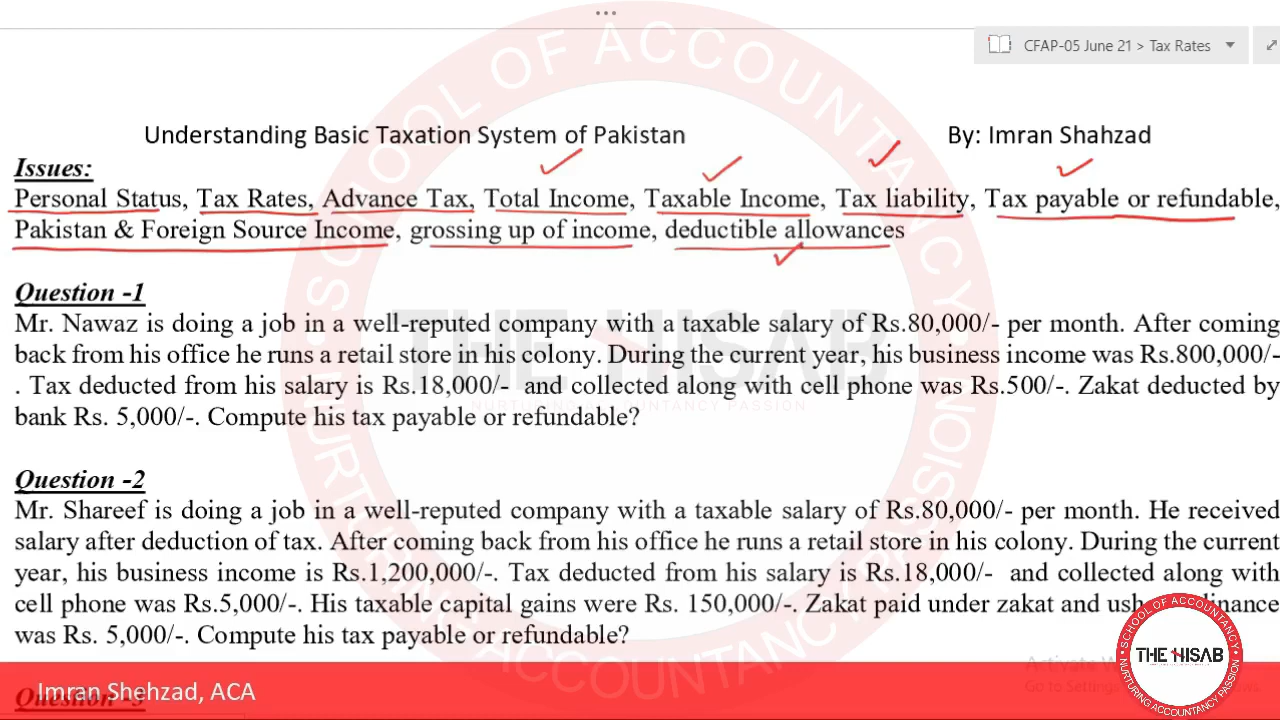 CFAP-05 June 21 > Tax Rates
Understanding Basic Taxation System of Pakistan By: Imran Shahzad
Issues:
Personal Status, Tax Rates, Advance Tax, Total Income, Taxable Income, Tax liability, Tax payable or refundable,
Pakistan & Foreign Source Income, grossing up of income, deductible allowances
Question -1
Mr. Nawaz is doing a job in a well-reputed company with a taxable salary of Rs.80,000/- per month. After coming
back from his office he runs a retail store in his colony. During the current year, his business income was Rs.800,000/-
. Tax deducted from his salary is Rs.18,000/- and collected along with cell phone was Rs.500/-. Zakat deducted by
bank Rs. 5,000/-. Compute his tax payable or refundable?
Question -2
Mr. Shareef is doing a job in a well-reputed company with a taxable salary of Rs.80,000/- per month. He received
salary after deduction of tax. After coming back from his office he runs a retail store in his colony. During the current
year, his business income is Rs.1,200,000/-. Tax deducted from his salary is Rs.18,000/- and collected along with
cell phone was Rs.5,000/-. His taxable capital gains were Rs. 150,000/-. Zakat paid under zakat and
was Rs. 5,000/-. Compute his tax payable or refundable?
Question -3
Imran Shehzad, ACA
SCHOOL OF ACCOUNTANCY
THE HISAB
NURTURING ACCOUNTANCY PASSION
SCHOOL OF ACCOUNTANCY
THE HISAB
NURTURING ACCOUNTANCY PASSION